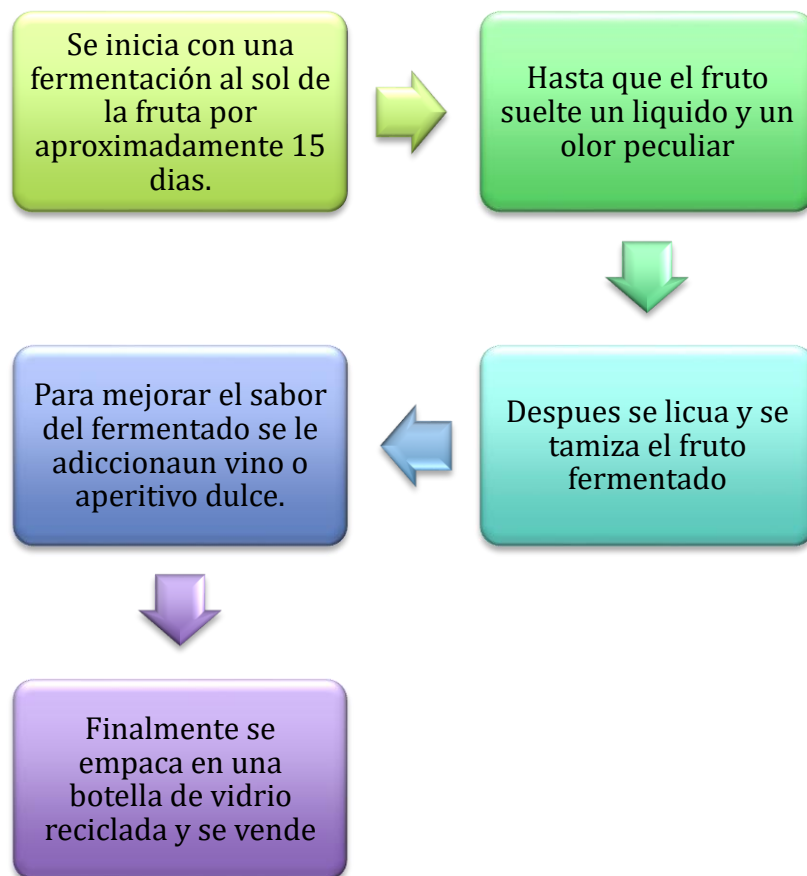 Se inicia con una
fermentación al sol de
la fruta por
aproximadamente 15
dias.
Hasta que el fruto
suelte un liquido y un
olor peculiar
Despues se licua y se
tamiza el fruto
fermentado
Para mejorar el sabor
del fermentado se le
adiccionaun vino o
aperitivo dulce.
Finalmente se
empaca en una
botella de vidrio
reciclada y se vende